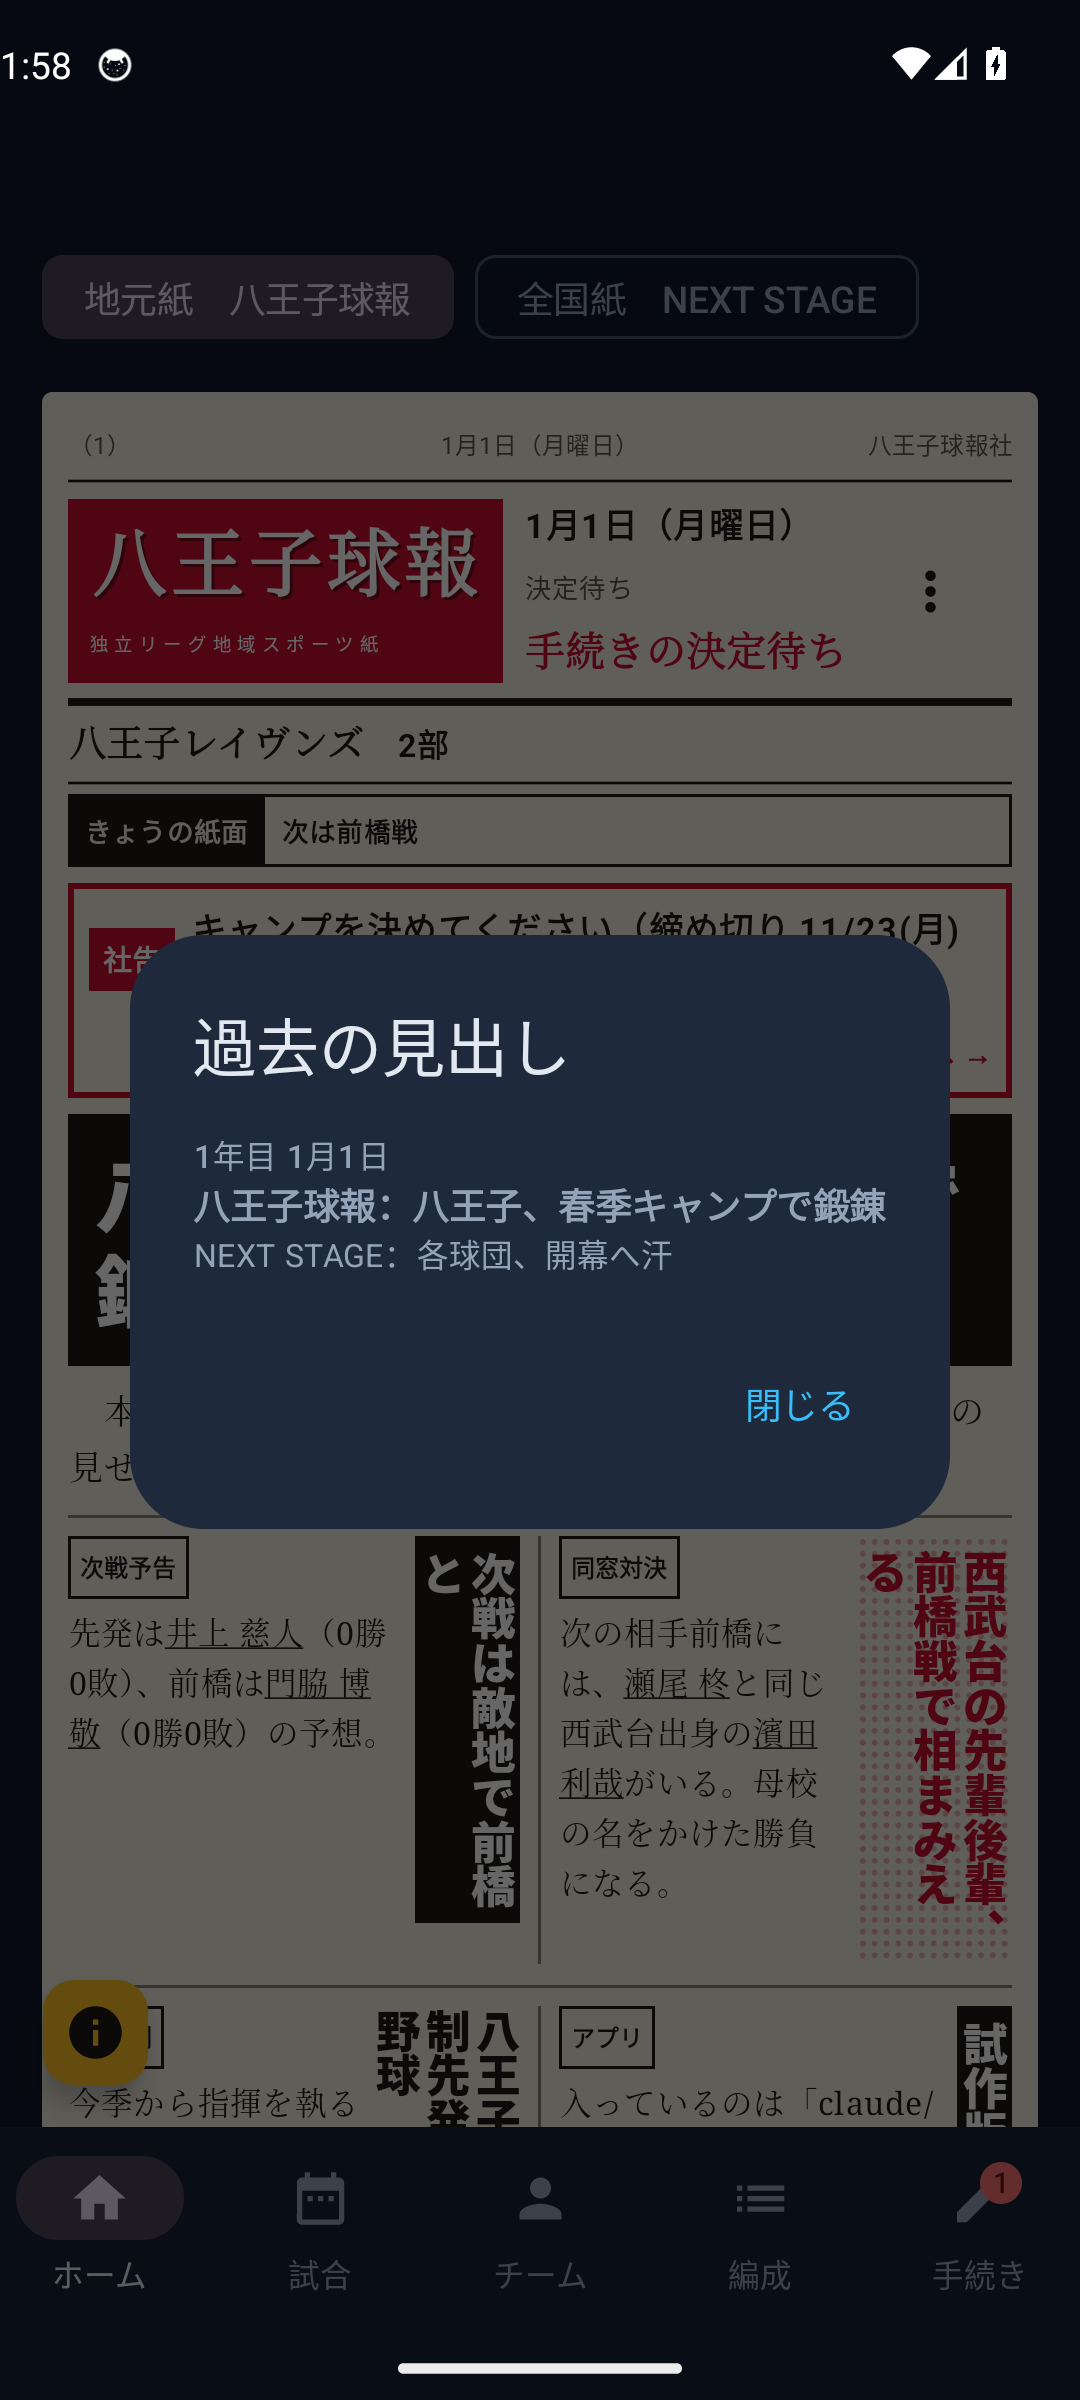 1:58
地元紙 八王子球報
全国紙 NEXT STAGE
(1)
1月1日（月曜日）
八王子球報社
八王子球報
独立リーグ地域スポーツ紙
1月1日（月曜日）
決定待ち
手続きの決定待ち
八王子レイヴンズ 2部
きょうの紙面
次は前橋戦
社告
キャンプを決めてください（締め切り 11/23(月)
→
過去の見出し
1年目 1月1日
八王子球報：八王子、春季キャンプで鍛錬
NEXT STAGE：各球団、開幕へ汗
閉じる
本
の
見せ
次戦予告
次戦は敵地で前橋
と
先発は井上 慈人（0勝
0敗）、前橋は門脇 博
敬（0勝0敗）の予想。
同窓対決
西武台の先輩後輩、
前橋戦で相まみえ
る
次の相手前橋に
は、瀬尾 柊と同じ
西武台出身の濱田
利哉がいる。母校
の名をかけた勝負
になる。
八王子
制先発
野球
今季から指揮を執る
アプリ
試作版
入っているのは「claude/
ホーム
試合
チーム
編成
手続き
1